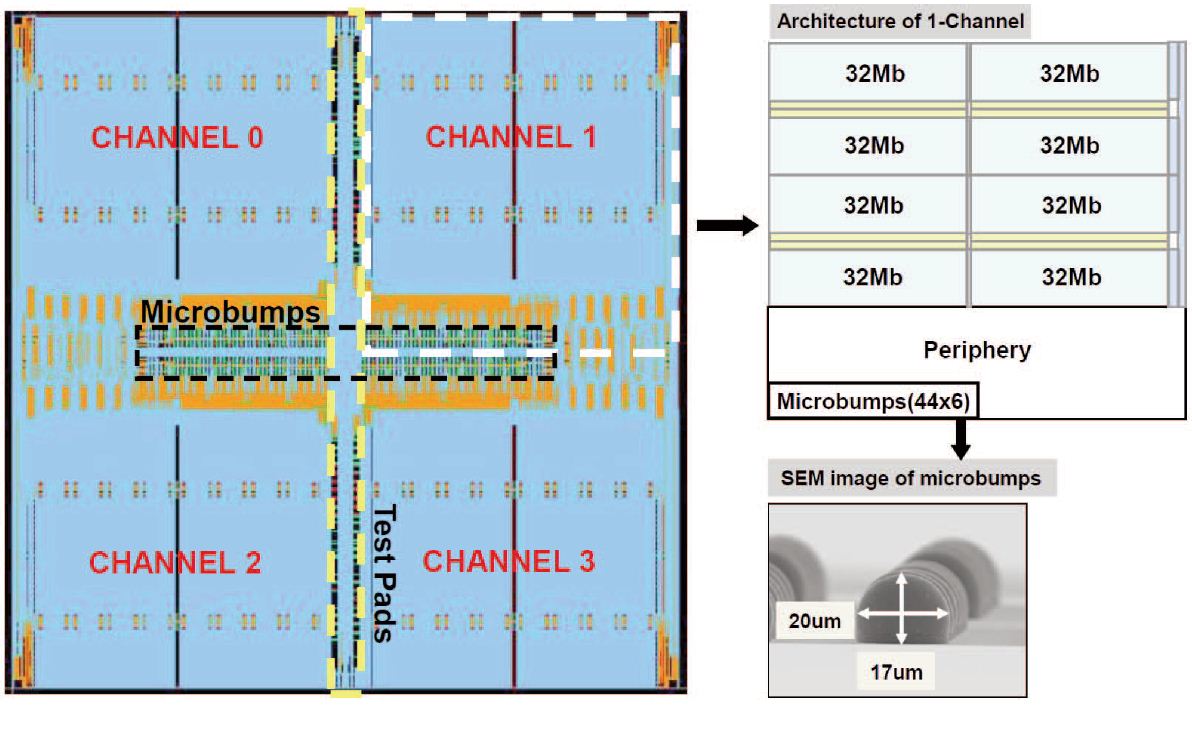 CHANNEL 0
CHANNEL 1
Microbumps
CHANNEL 2
CHANNEL 3
Test Pads
Architecture of 1-Channel
32Mb 32Mb
32Mb 32Mb
32Mb 32Mb
32Mb 32Mb
Periphery
Microbumps(44x6)
SEM image of microbumps
20um
17um